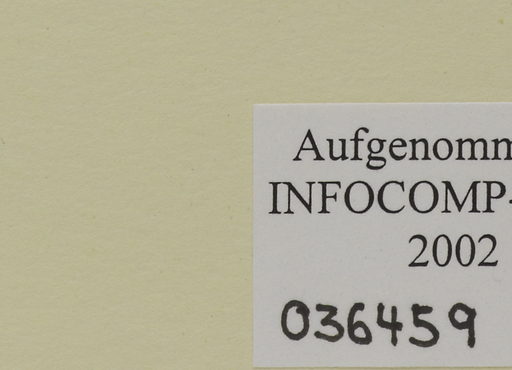 Aufgenomm
INFOCOMP-
2002
036459